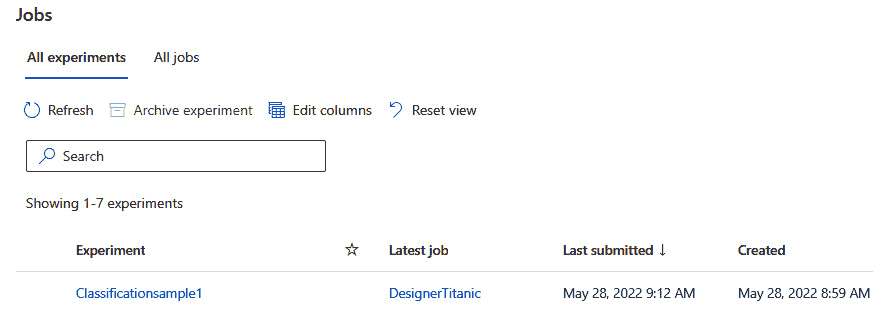 Jobs
All experiments All jobs
Refresh Archive experiment Edit columns Reset view
Search
Showing 1-7 experiments
Experiment Latest job Last submitted ↓ Created
Classificationsample1 DesignerTitanic May 28, 2022 9:12 AM May 28, 2022 8:59 AM